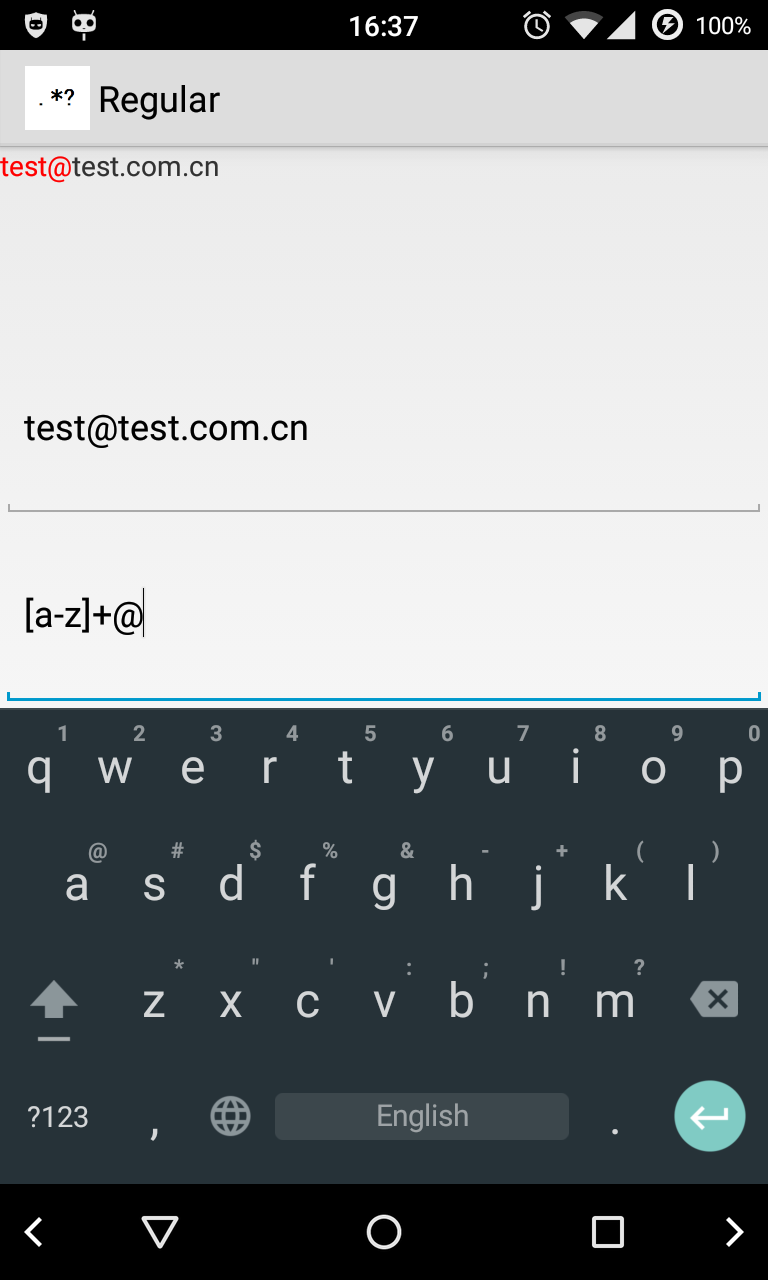 16:37 100%
.*? Regular
test@test.com.cn
test@test.com.cn
[a-z]+@
1 2 3 4 5 6 7 8 9 0
q w e r t y u i o p
@ # $ % & - + ( )
a s d f g h j k l
* " ' : ; ! ?
z x c v b n m
?123 , English .